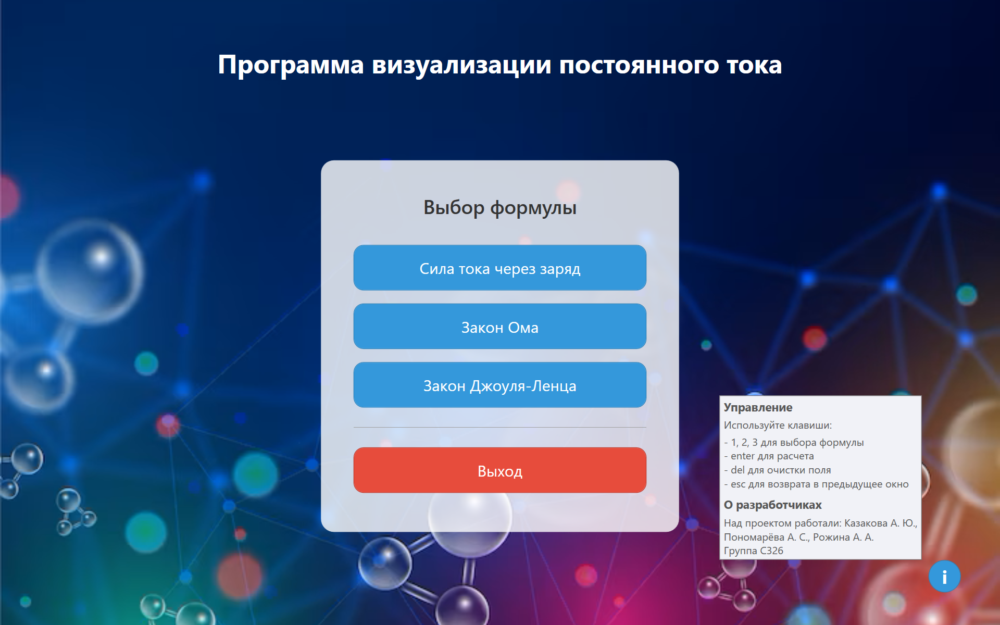 Программа визуализации постоянного тока
Выбор формулы
Сила тока через заряд
Закон Ома
Закон Джоуля-Ленца
Выход
Управление
Используйте клавиши:
- 1, 2, 3 для выбора формулы
- enter для расчета
- del для очистки поля
- esc для возврата в предыдущее окно
О разработчиках
Над проектом работали: Казакова А. Ю.,
Пономарёва А. С., Рожина А. А.
Группа С326
i